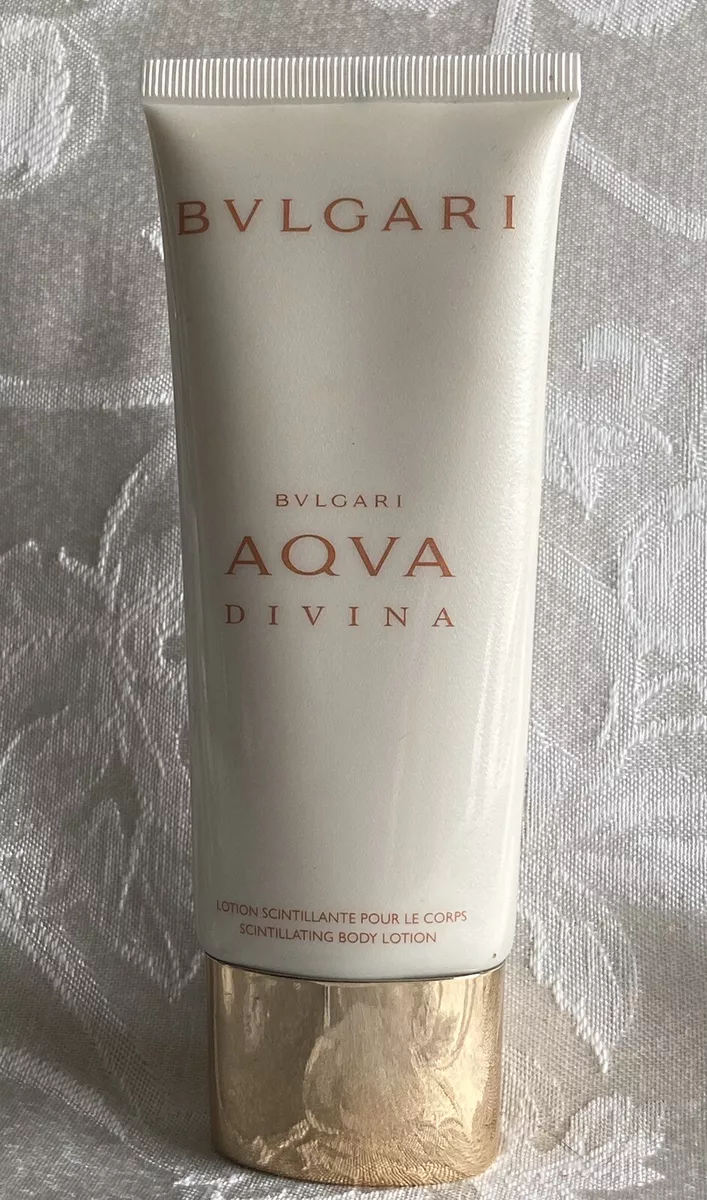 BVLGARI
BVLGARI
AQVA
DIVINA
LOTION SCINTILLANTE POUR LE CORPS
SCINTILLATING BODY LOTION